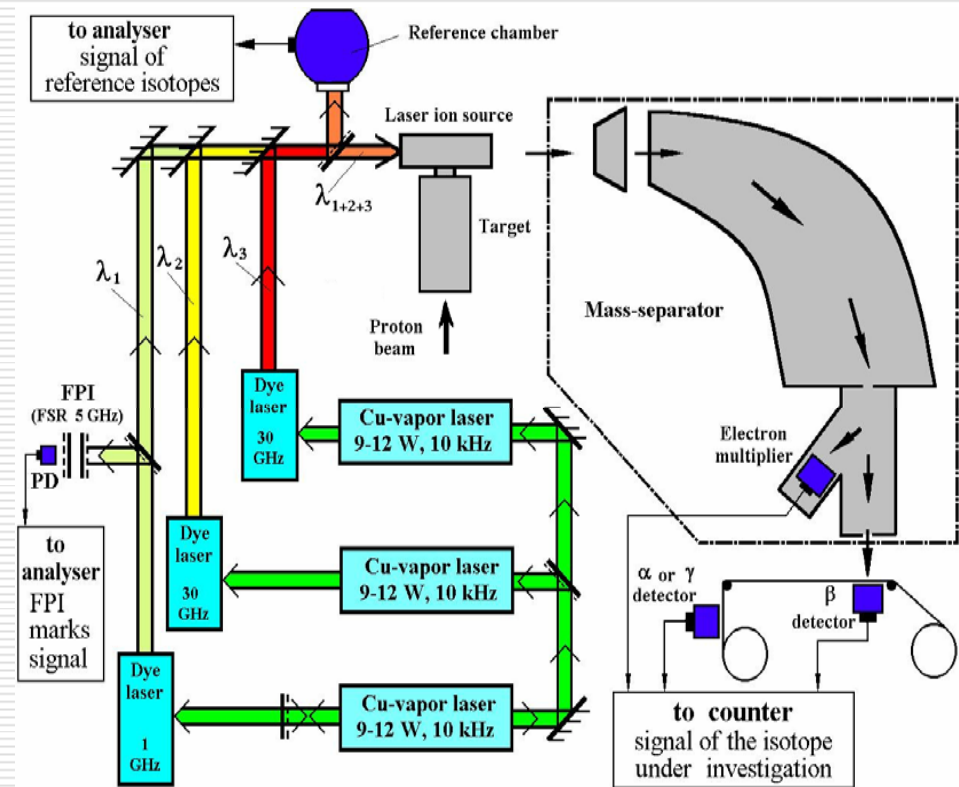 to analyser
signal of
reference isotopes
Reference chamber
Laser ion source
λ1+2+3
Target
λ1
λ2
λ3
Proton
beam
Mass-separator
FPI
(FSR 5 GHz)
PD
Dye
laser
30
GHz
Cu-vapor laser
9-12 W, 10 kHz
Electron
multiplier
to
analyser
FPI
marks
signal
Dye
laser
30
GHz
Cu-vapor laser
9-12 W, 10 kHz
α or γ
detector
β
detector
Dye
laser
1
GHz
Cu-vapor laser
9-12 W, 10 kHz
to counter
signal of the isotope
under investigation